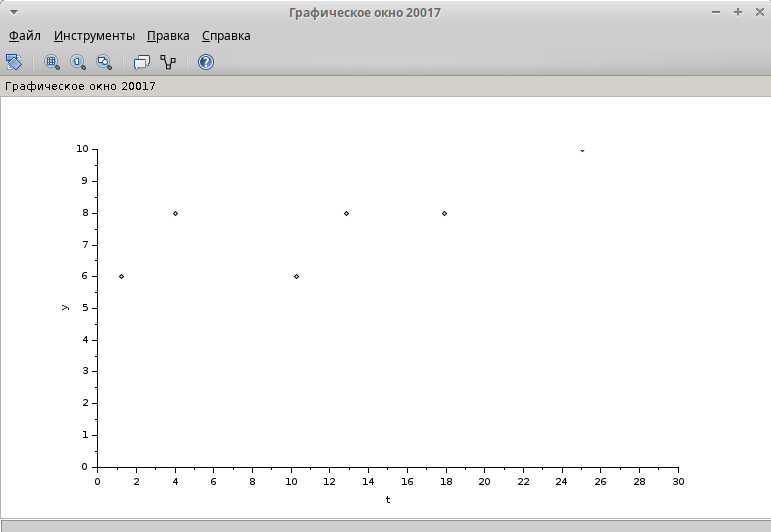 Графическое окно 20017
Файл Инструменты Правка Справка
Графическое окно 20017
10
9
8
7
6
y
5
4
3
2
1
0
0 2 4 6 8 10 12 14 16 18 20 22 24 26 28 30
t